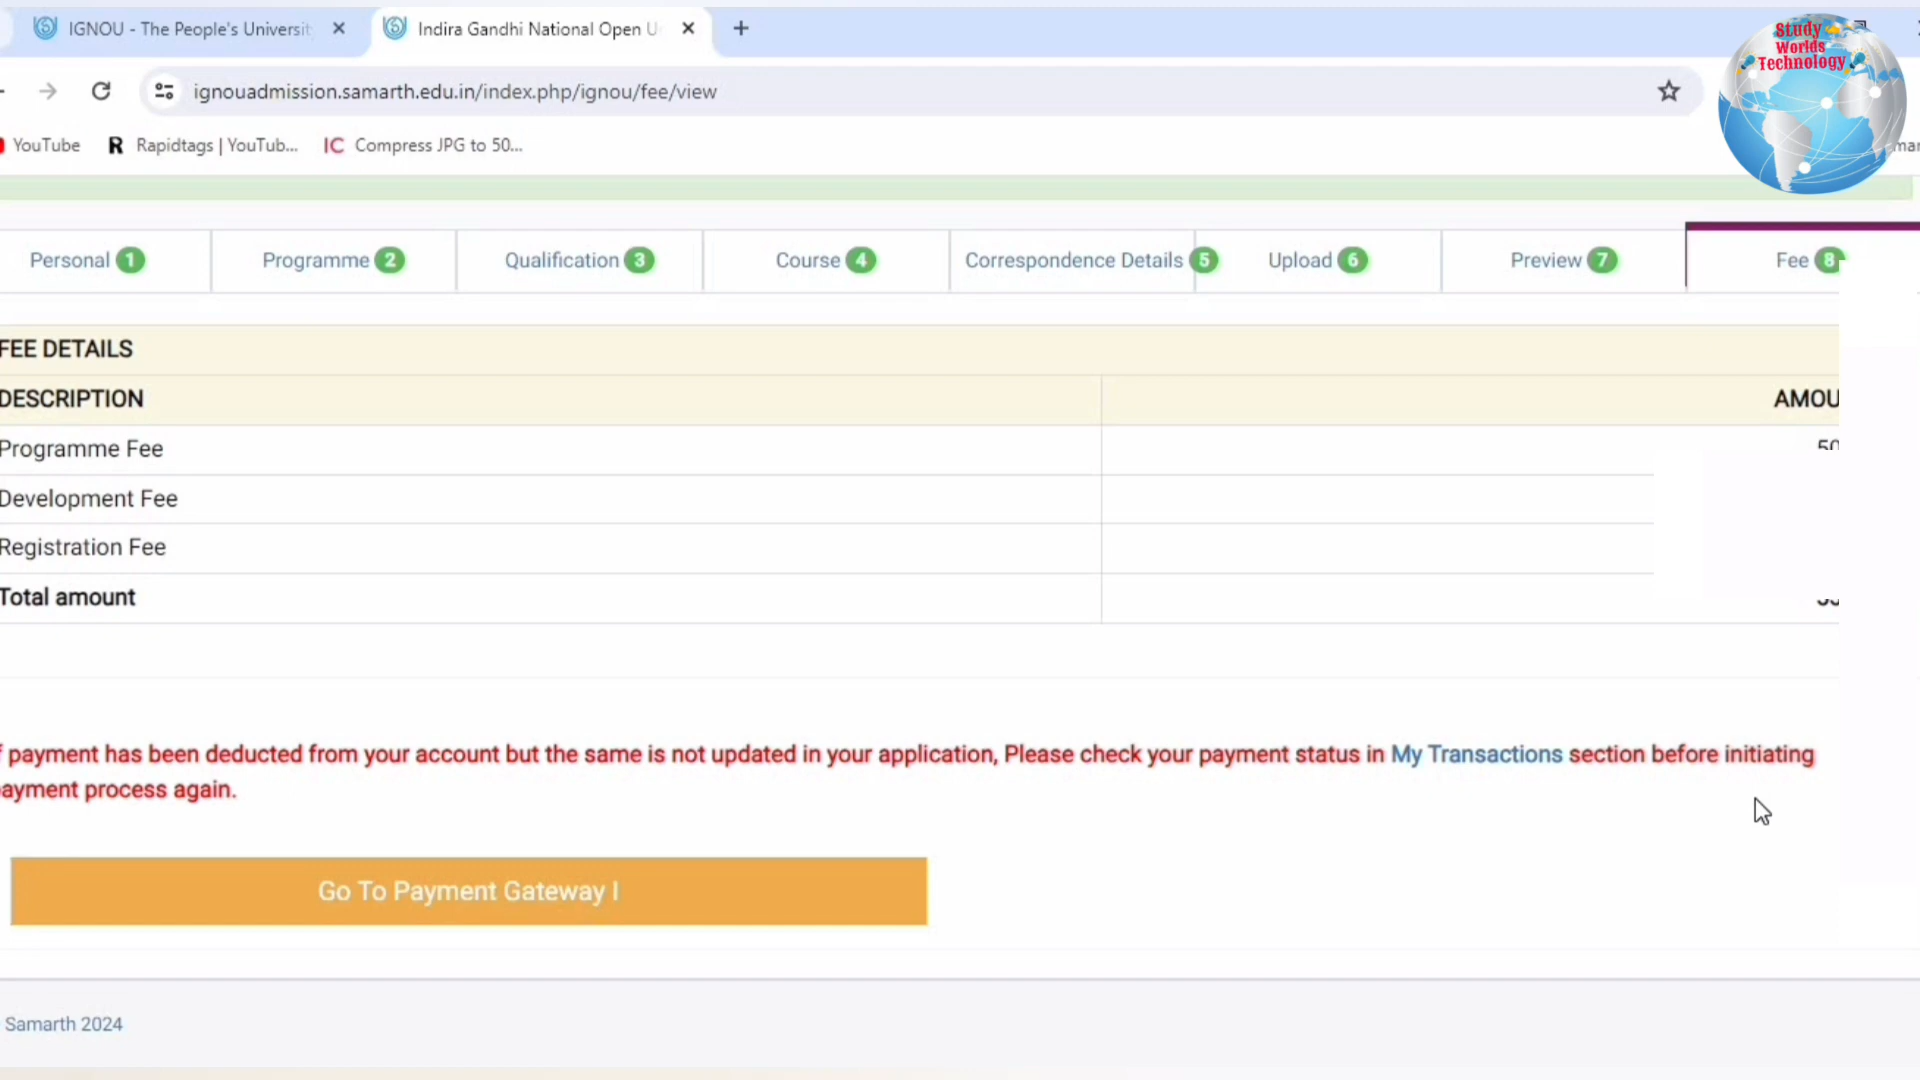 IGNOU - The People's Universit
Indira Gandhi National Open U
Study
Worlds
Technology
ignouadmission.samarth.edu.in/index.php/ignou/fee/view
YouTube
R Rapidtags | YouTub...
IC Compress JPG to 50...
Personal 1
Programme 2
Qualification 3
Course 4
Correspondence Details 5
Upload 6
Preview 7
Fee 8
FEE DETAILS
DESCRIPTION
AMOU
Programme Fee
50
Development Fee
Registration Fee
Total amount
f payment has been deducted from your account but the same is not updated in your application, Please check your payment status in My Transactions section before initiating
ayment process again.
Go To Payment Gateway I
Samarth 2024